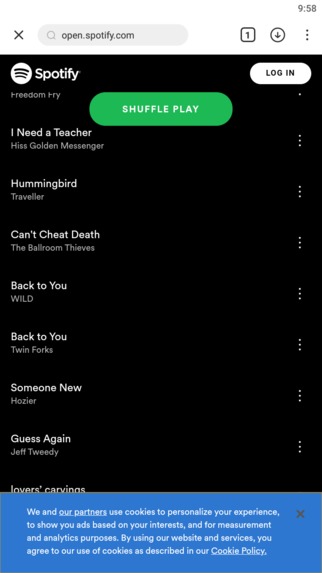 9:58
open.spotify.com
1
Spotify
LOG IN
Freedom Fry
SHUFFLE PLAY
I Need a Teacher
Hiss Golden Messenger
Hummingbird
Traveller
Can't Cheat Death
The Ballroom Thieves
Back to You
WILD
Back to You
Twin Forks
Someone New
Hozier
Guess Again
Jeff Tweedy
lovers' carvings
We and our partners use cookies to personalize your experience,
to show you ads based on your interests, and for measurement
and analytics purposes. By using our website and services, you
agree to our use of cookies as described in our Cookie Policy.